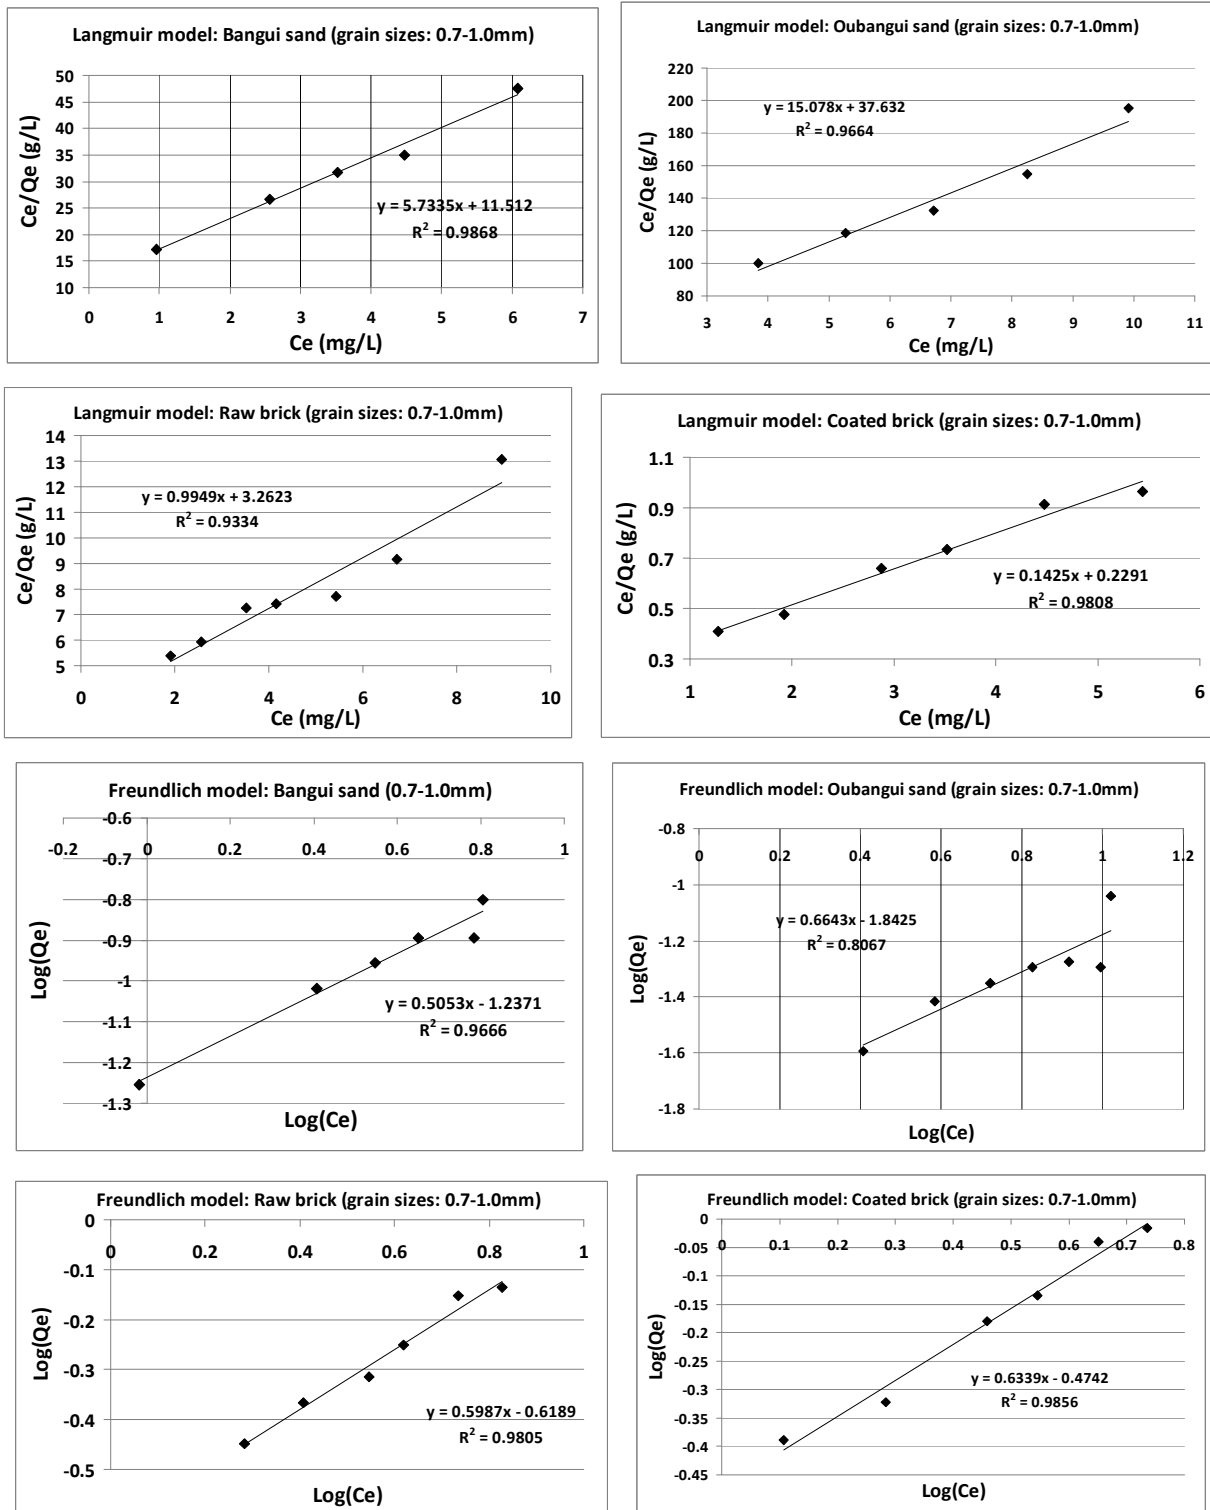 Langmuir model: Bangui sand (grain sizes: 0.7-1.0mm)
50
45
40
35
30
25
20
15
10
Ce/Qe (g/L)
y = 5.7335x + 11.512
R² = 0.9868
0 1 2 3 4 5 6 7
Ce (mg/L)
Langmuir model: Oubangui sand (grain sizes: 0.7-1.0mm)
220
200
180
160
140
120
100
80
Ce/Qe (g/L)
y = 15.078x + 37.632
R² = 0.9664
3 4 5 6 7 8 9 10 11
Ce (mg/L)
Langmuir model: Raw brick (grain sizes: 0.7-1.0mm)
14
13
12
11
10
9
8
7
6
5
Ce/Qe (g/L)
y = 0.9949x + 3.2623
R² = 0.9334
0 2 4 6 8 10
Ce (mg/L)
Langmuir model: Coated brick (grain sizes: 0.7-1.0mm)
1.1
0.9
0.7
0.5
0.3
Ce/Qe (g/L)
y = 0.1425x + 0.2291
R² = 0.9808
1 2 3 4 5 6
Ce (mg/L)
Freundlich model: Bangui sand (0.7-1.0mm)
-0.6
-0.2 0 0.2 0.4 0.6 0.8 1
-0.7
-0.8
-0.9
-1
-1.1
-1.2
-1.3
Log(Qe)
y = 0.5053x - 1.2371
R² = 0.9666
Log(Ce)
Freundlich model: Oubangui sand (grain sizes: 0.7-1.0mm)
-0.8
0 0.2 0.4 0.6 0.8 1 1.2
-1
-1.2
-1.4
-1.6
-1.8
Log(Qe)
y = 0.6643x - 1.8425
R² = 0.8067
Log(Ce)
Freundlich model: Raw brick (grain sizes: 0.7-1.0mm)
0
0 0.2 0.4 0.6 0.8 1
-0.1
-0.2
-0.3
-0.4
-0.5
Log(Qe)
y = 0.5987x - 0.6189
R² = 0.9805
Log(Ce)
Freundlich model: Coated brick (grain sizes: 0.7-1.0mm)
0
0 0.1 0.2 0.3 0.4 0.5 0.6 0.7 0.8
-0.05
-0.1
-0.15
-0.2
-0.25
-0.3
-0.35
-0.4
-0.45
Log(Qe)
y = 0.6339x - 0.4742
R² = 0.9856
Log(Ce)